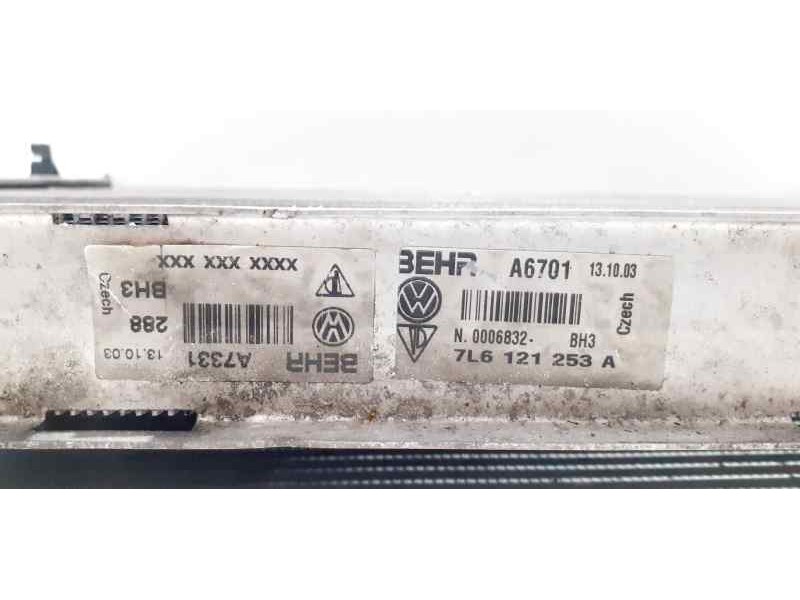 XXX XXX XXXX
Czech
BH3
288
13.10.03
A7331
BEHR
BEHR A6701 13.10.03
Czech
N. 0006832- BH3
7L6 121 253 A